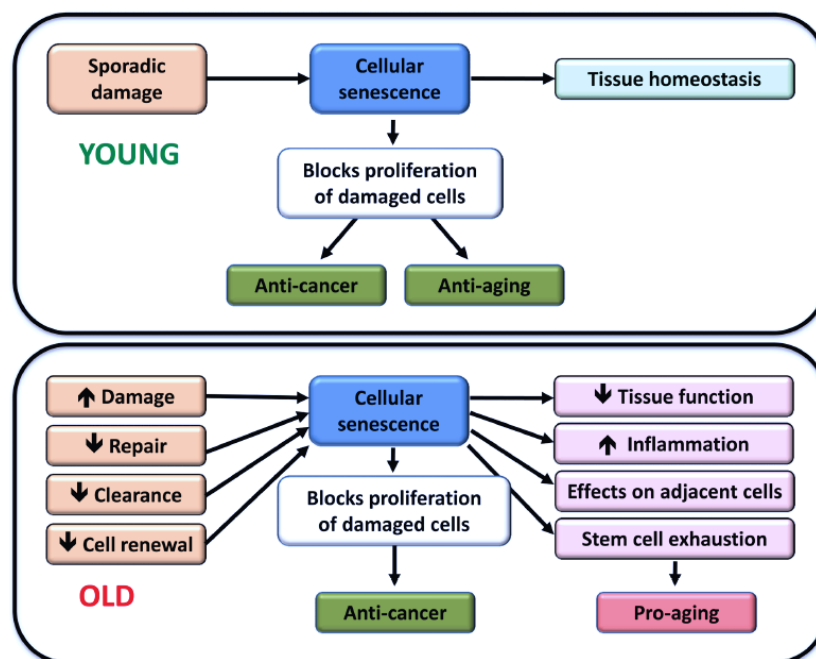 Sporadic
damage
Cellular
senescence
Tissue homeostasis
YOUNG
Blocks proliferation
of damaged cells
Anti-cancer
Anti-aging
↑ Damage
↓ Repair
↓ Clearance
↓ Cell renewal
OLD
Cellular
senescence
Blocks proliferation
of damaged cells
Anti-cancer
↓ Tissue function
↑ Inflammation
Effects on adjacent cells
Stem cell exhaustion
Pro-aging